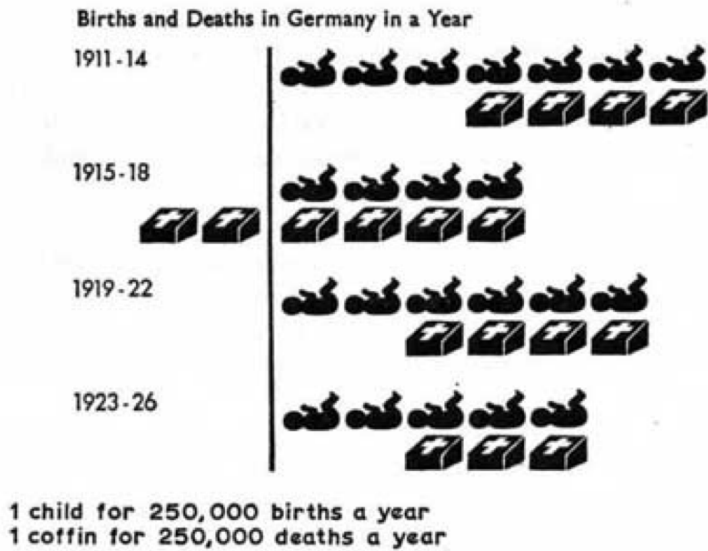 Births and Deaths in Germany in a Year
1911-14
1915-18
1919-22
1923-26
1 child for 250,000 births a year
1 coffin for 250,000 deaths a year